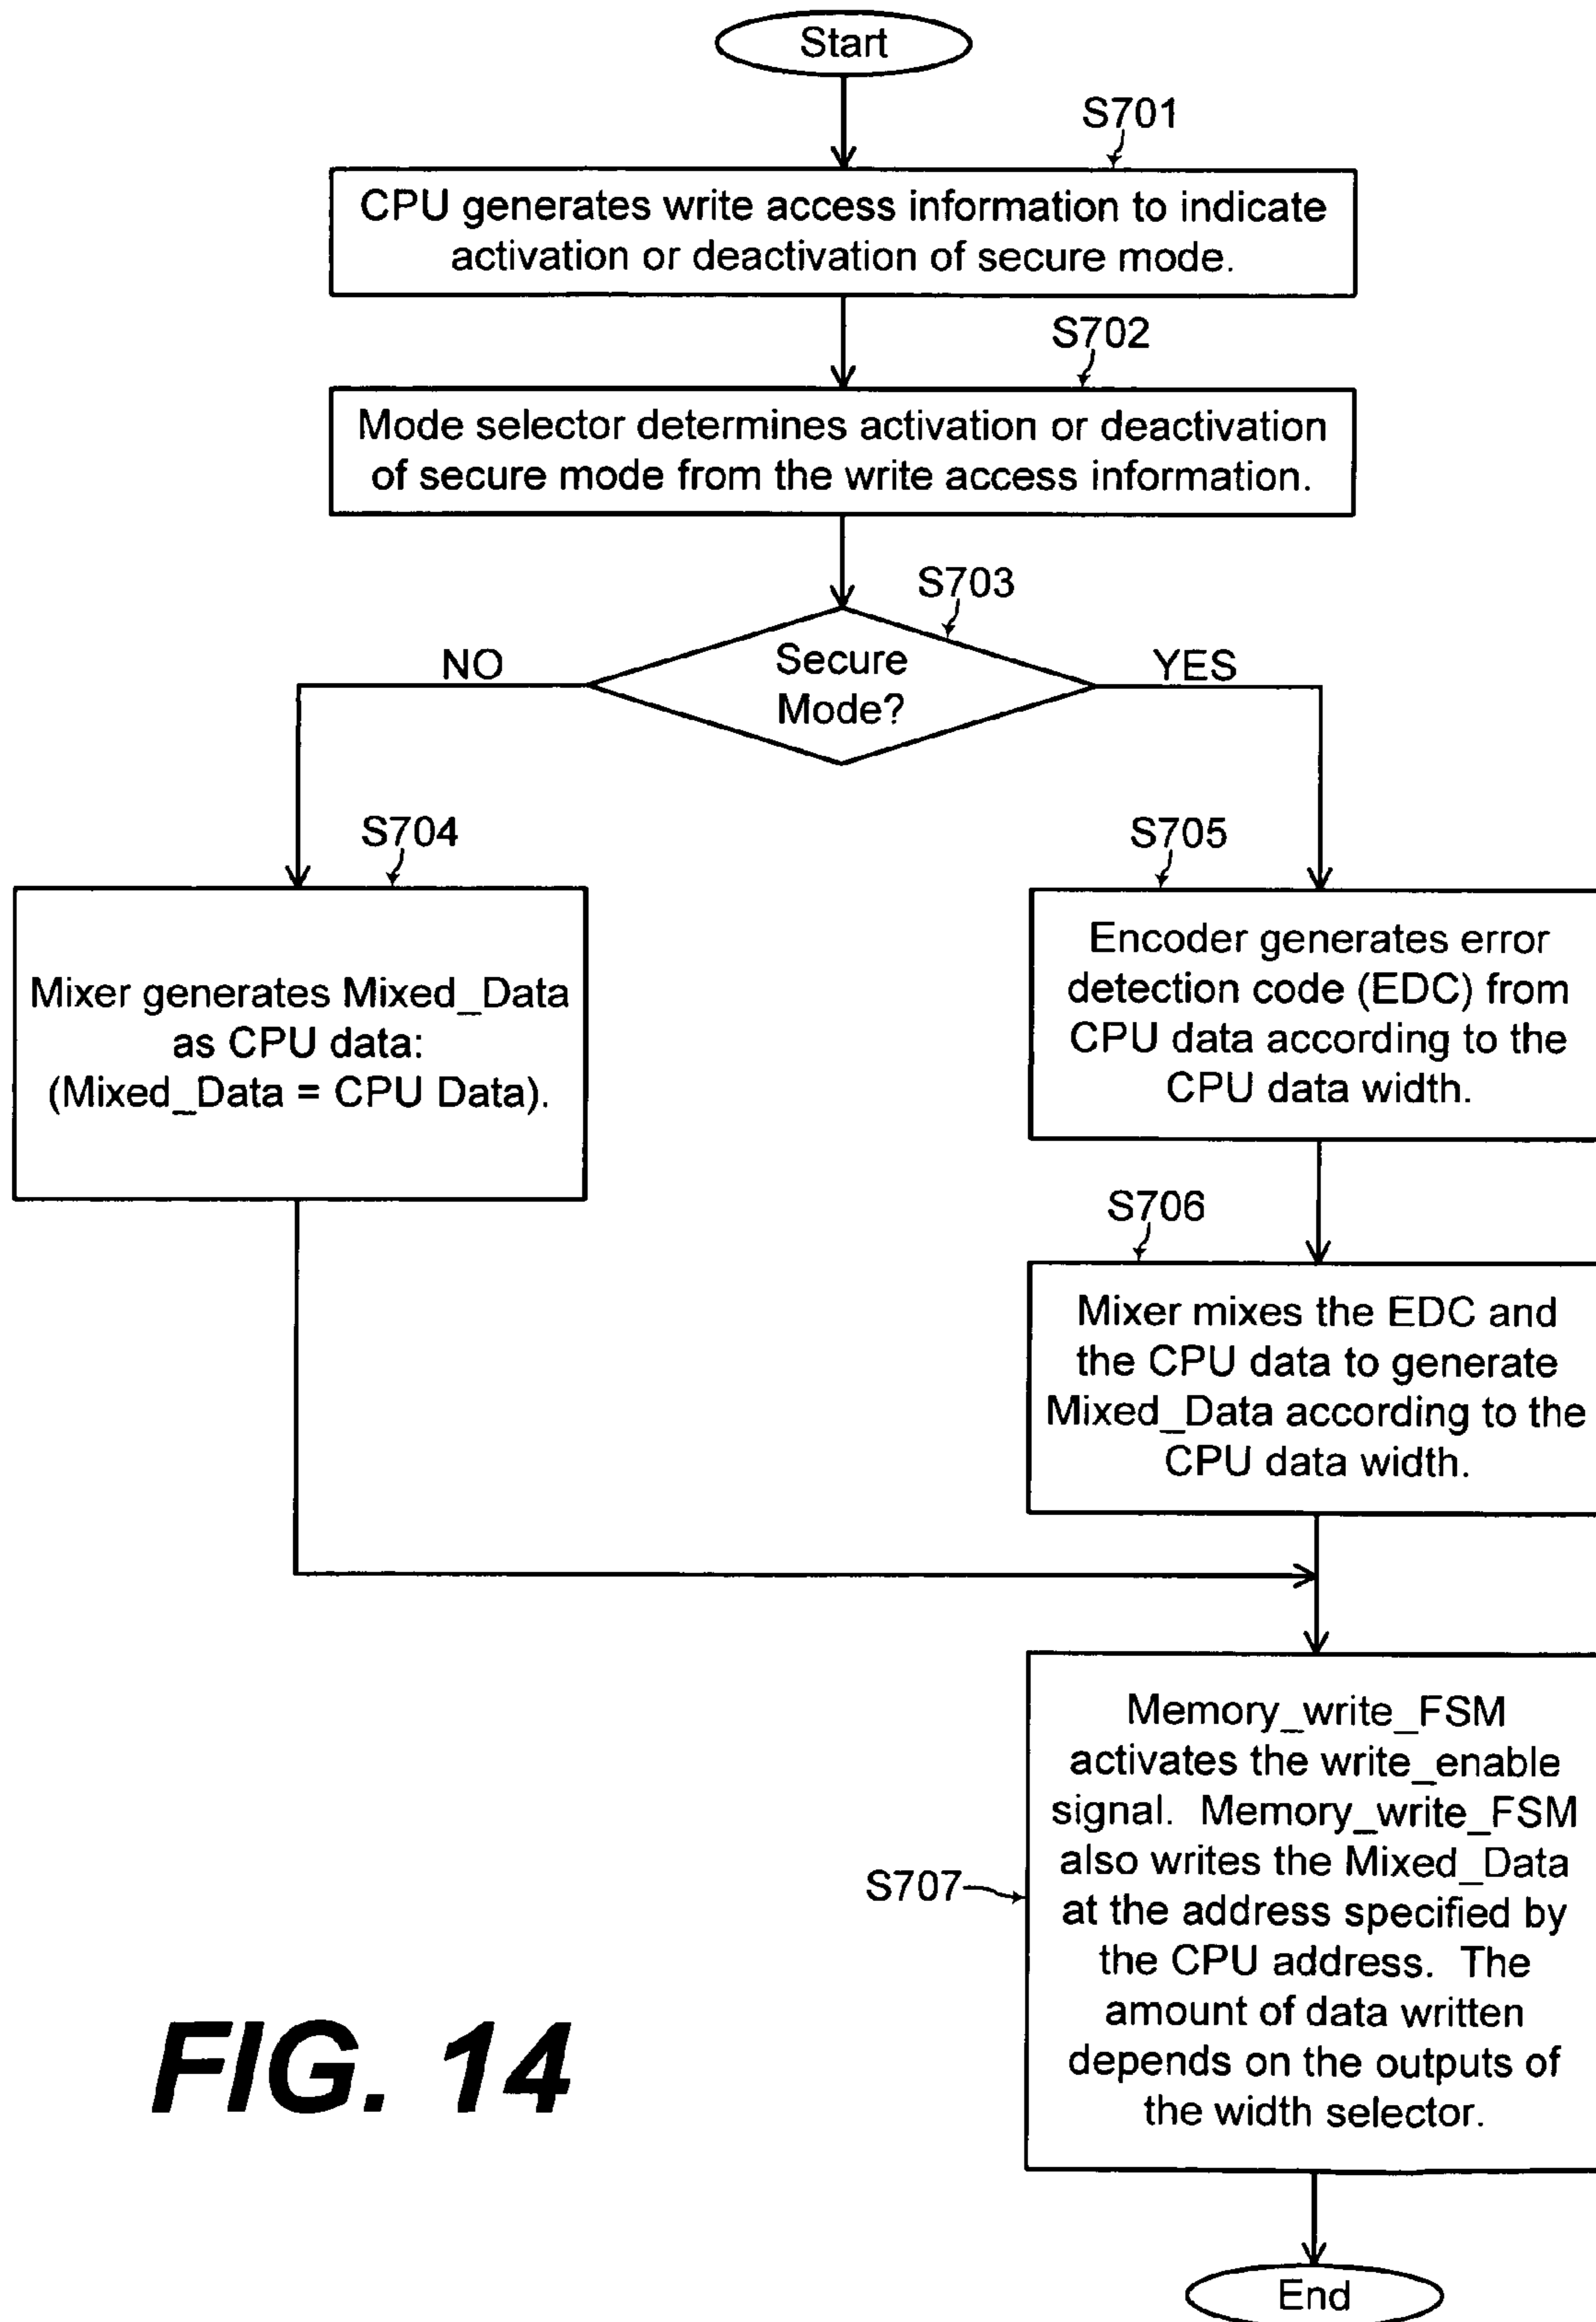 Start
S701
CPU generates write access information to indicate
activation or deactivation of secure mode.
S702
Mode selector determines activation or deactivation
of secure mode from the write access information.
S703
Secure
Mode?
NO
YES
S704
Mixer generates Mixed_Data
as CPU data:
(Mixed_Data = CPU Data).
S705
Encoder generates error
detection code (EDC) from
CPU data according to the
CPU data width.
S706
Mixer mixes the EDC and
the CPU data to generate
Mixed_Data according to the
CPU data width.
S707
Memory_write_FSM
activates the write_enable
signal. Memory_write_FSM
also writes the Mixed_Data
at the address specified by
the CPU address. The
amount of data written
depends on the outputs of
the width selector.
End
FIG. 14